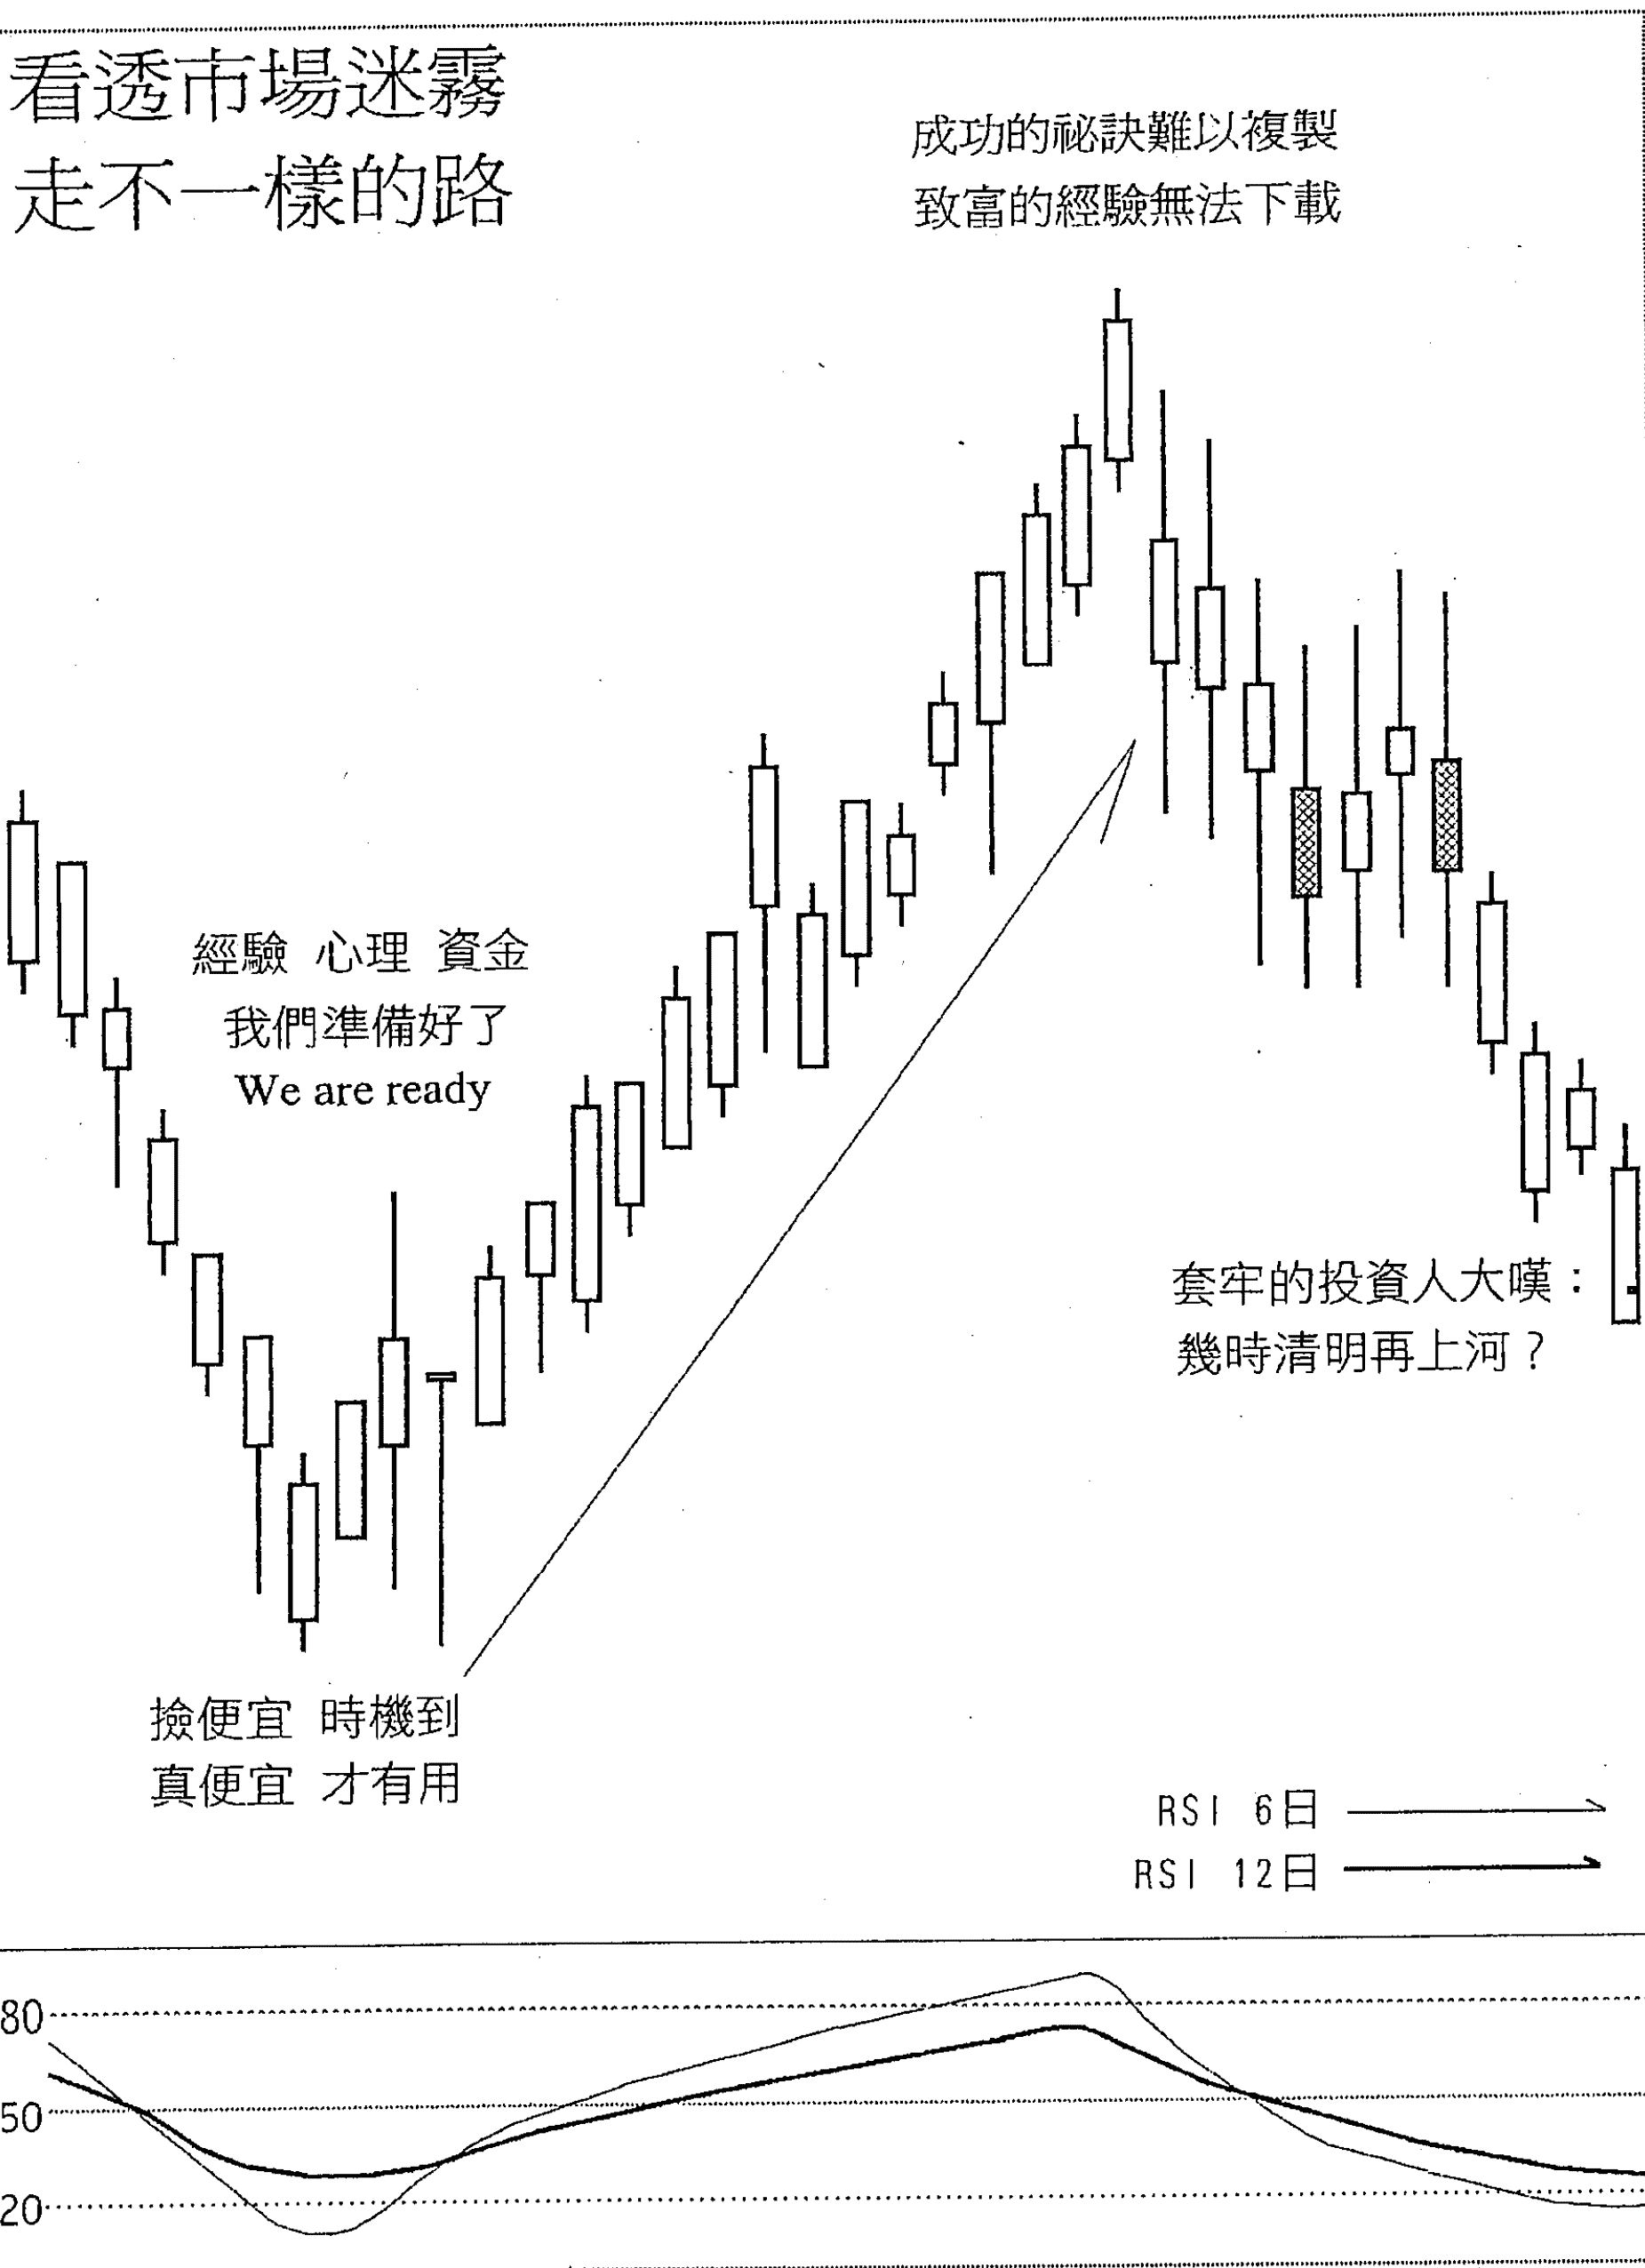 看透市場迷霧
走不一樣的路
成功的祕訣難以複製
致富的經驗無法下載
經驗 心理 資金
我們準備好了
We are ready
套牢的投資人大嘆：
幾時清明再上河？
撿便宜 時機到
真便宜 才有用
RSI 6日
RSI 12日
80
50
20